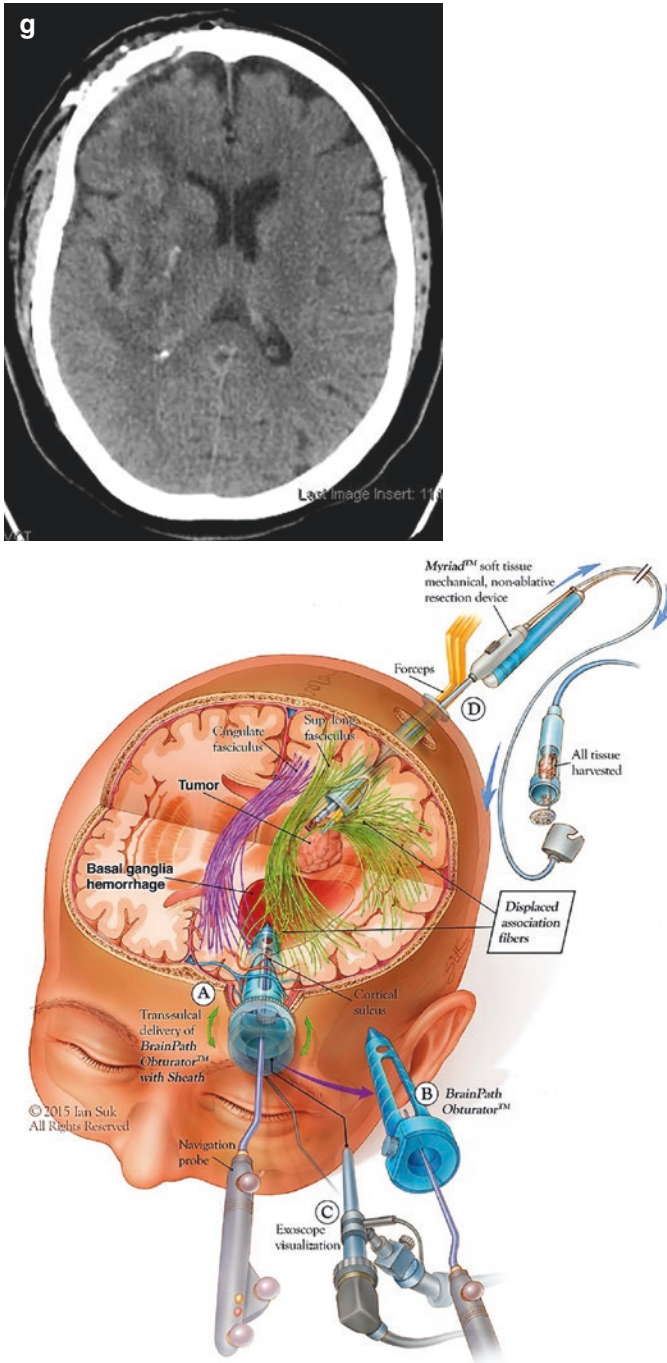 g
Last Image Insert: 11:1
VCT
Myriad™ soft tissue
mechanical, non-ablative
resection device
Forceps
D
Sup. long.
fasciculus
Cingulate
fasciculus
All tissue
harvested
Tumor
Basal ganglia
hemorrhage
Displaced
association
fibers
A
Cortical
sulcus
Trans-sulcal
delivery of
BrainPath
Obturator™
with Sheath
B
BrainPath
Obturator™
© 2015 Ian Suk
All Rights Reserved
Navigation
probe
C
Exoscope
visualization